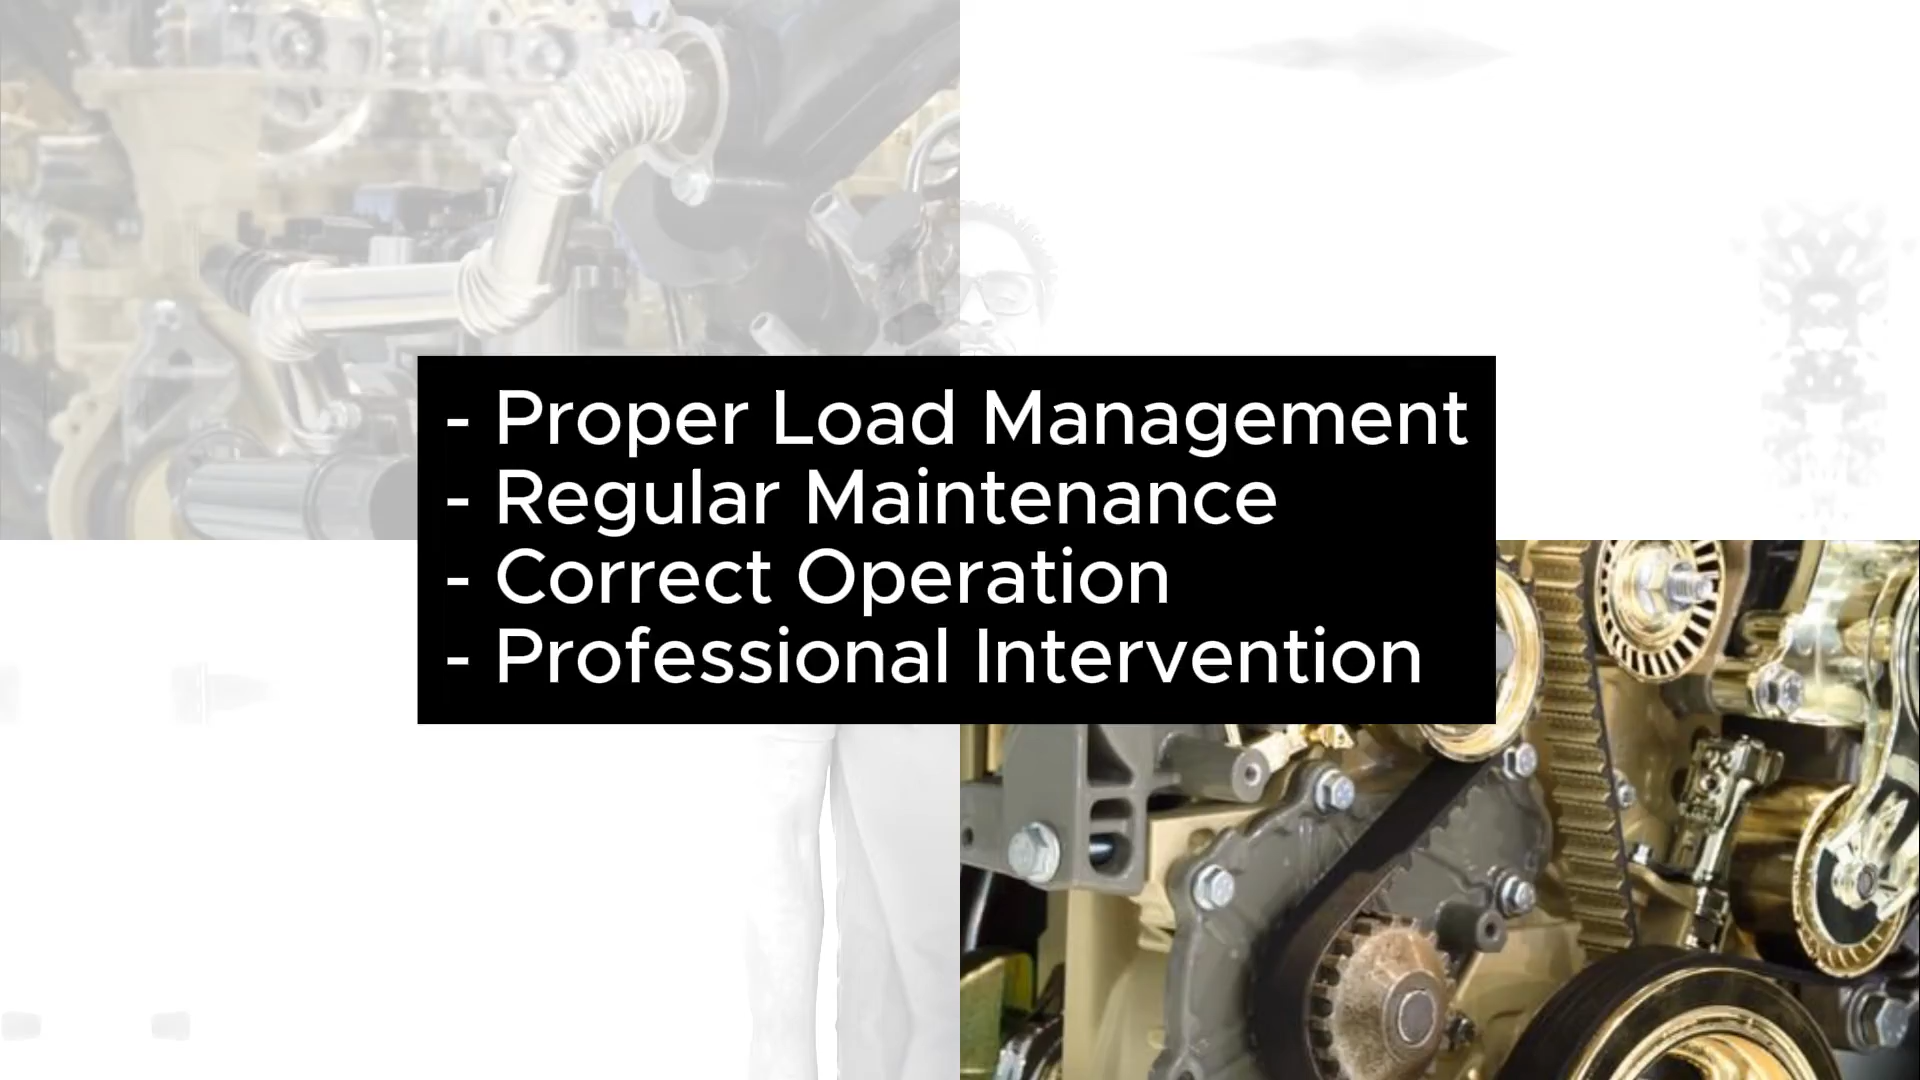 - Proper Load Management
- Regular Maintenance
- Correct Operation
- Professional Intervention